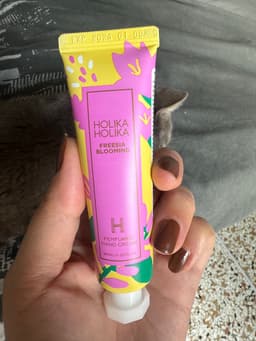 HOLIKA
HOLIKA
FREESIA
BLOOMING
H
PERFUMED
HAND CREAM